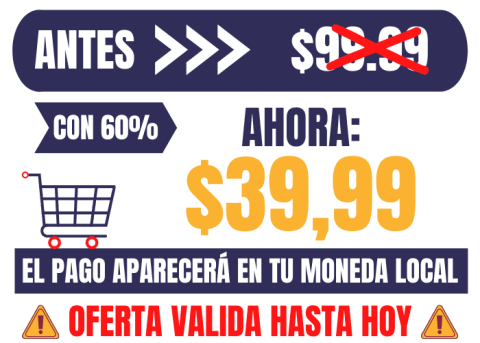 ANTES >>> $99.99
CON 60%
AHORA:
$39,99
EL PAGO APARECERÁ EN TU MONEDA LOCAL
OFERTA VALIDA HASTA HOY